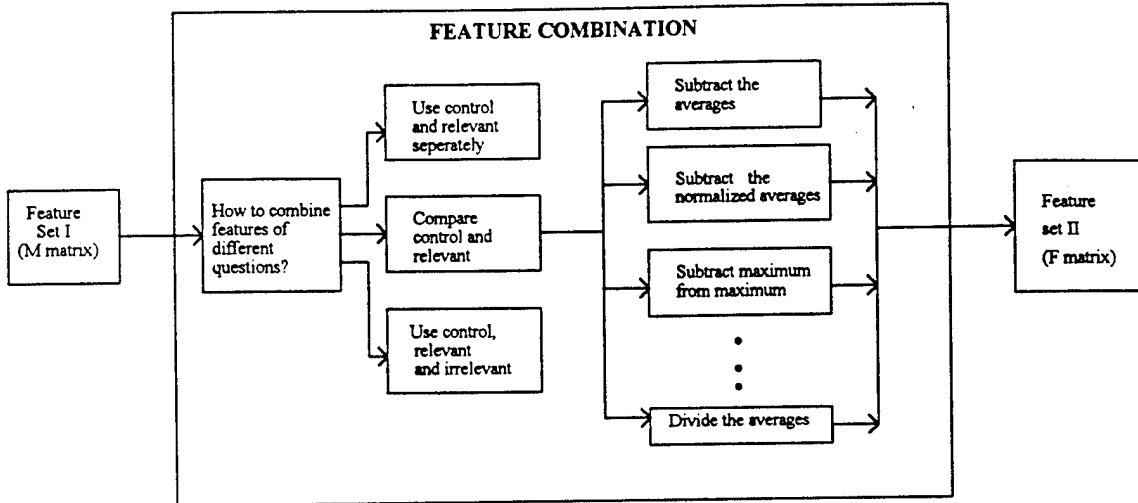 FEATURE COMBINATION
Feature
Set I
(M matrix)
How to combine
features of
different
questions?
Use control
and relevant
seperately
Compare
control and
relevant
Use control,
relevant
and irrelevant
Subtract the
averages
Subtract the
normalized averages
Subtract maximum
from maximum
Divide the averages
Feature
set II
(F matrix)